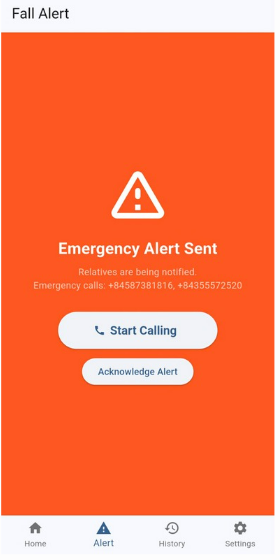 Fall Alert
Emergency Alert Sent
Relatives are being notified.
Emergency calls: +84587381816, +84355572520
Start Calling
Acknowledge Alert
Home
Alert
History
Settings